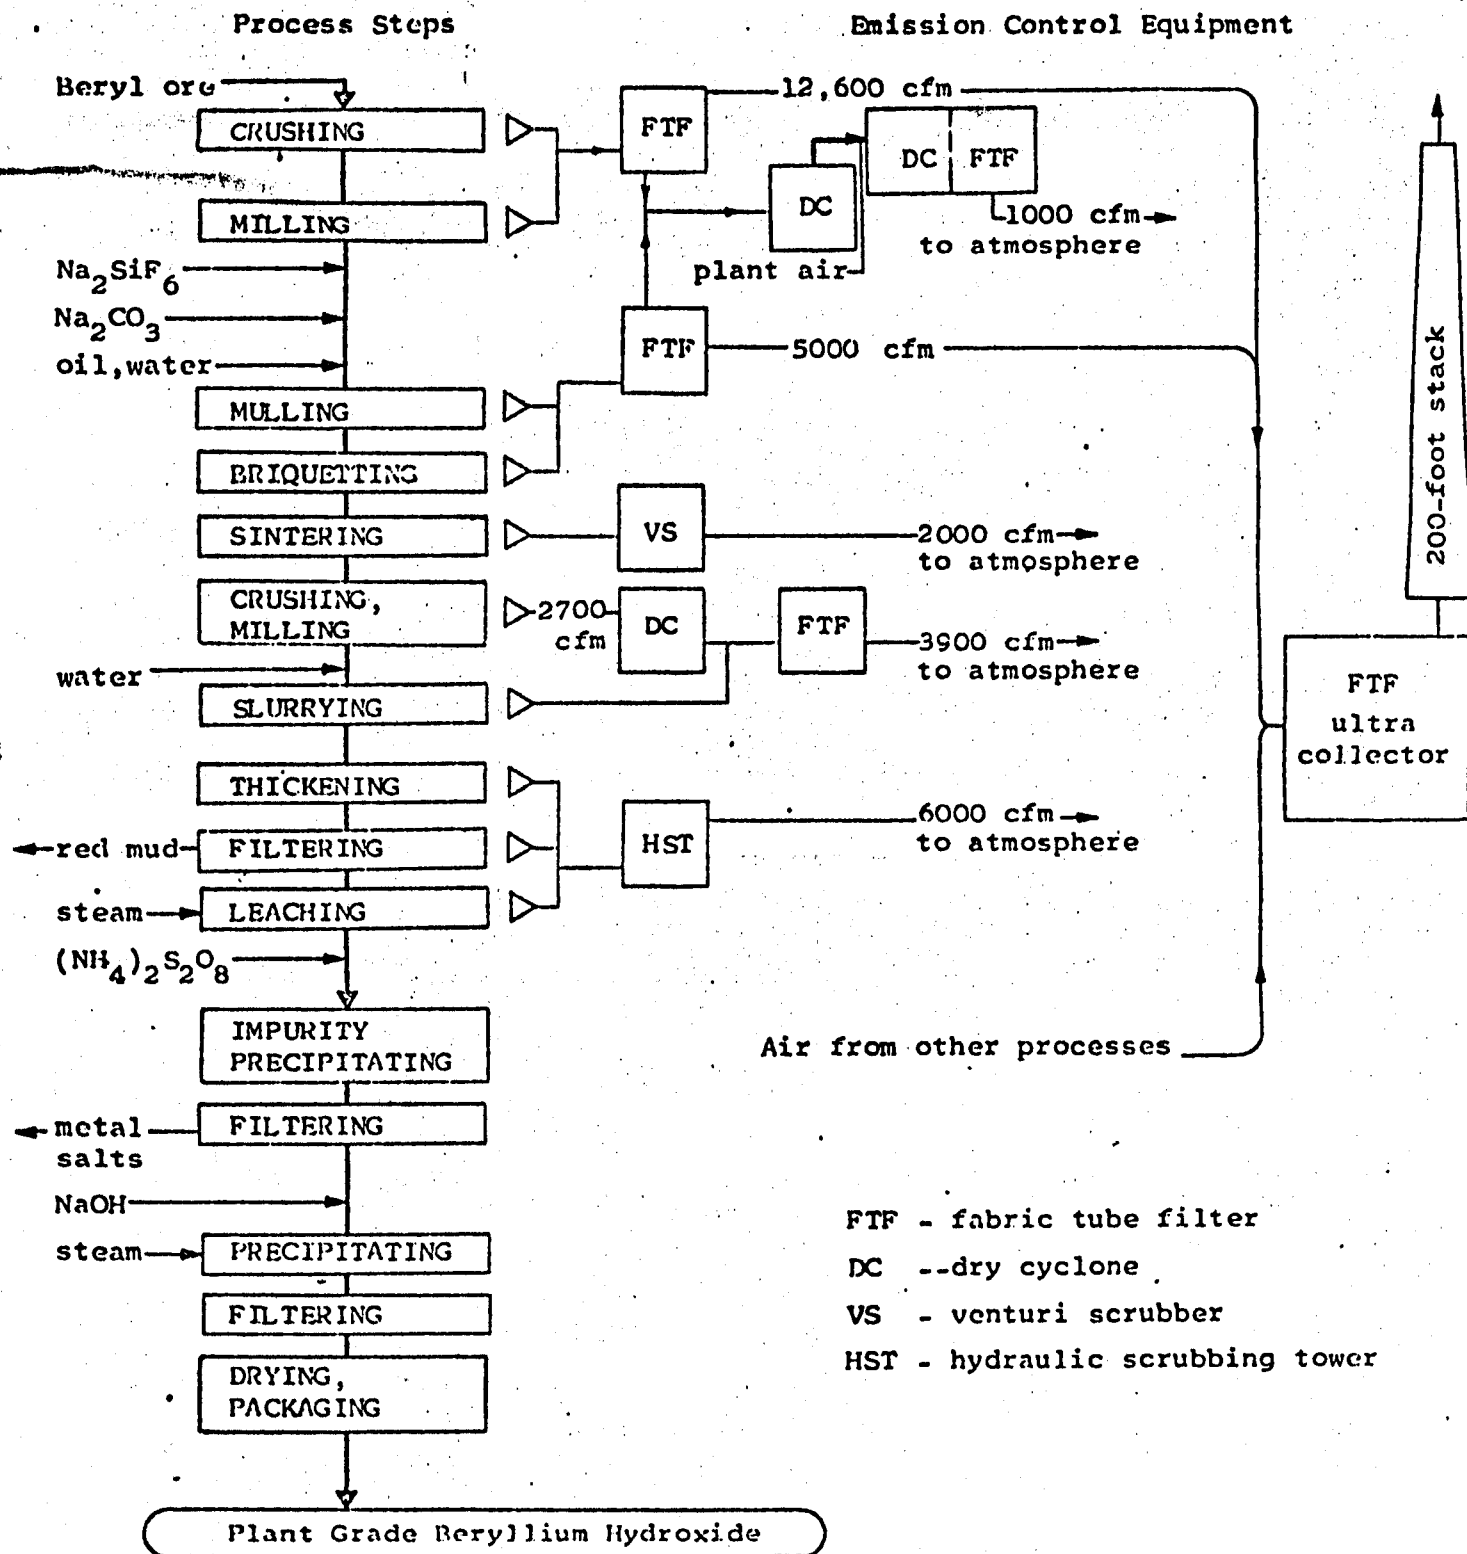 Process Steps
Emission Control Equipment
Beryl ore
CRUSHING
MILLING
Na2SiF6
Na2CO3
oil,water
MULLING
BRIQUETTING
SINTERING
CRUSHING,
MILLING
water
SLURRYING
THICKENING
red mud
FILTERING
steam
LEACHING
(NH4)2S2O8
IMPURITY
PRECIPITATING
metal
salts
FILTERING
NaOH
steam
PRECIPITATING
FILTERING
DRYING,
PACKAGING
Plant Grade Beryllium Hydroxide
FTF
12,600 cfm
DC
DC
FTF
1000 cfm
to atmosphere
plant air
FTF
5000 cfm
VS
2000 cfm
to atmosphere
2700
cfm
DC
FTF
3900 cfm
to atmosphere
HST
6000 cfm
to atmosphere
Air from other processes
200-foot stack
FTF
ultra
collector
FTF - fabric tube filter
DC --dry cyclone
VS - venturi scrubber
HST - hydraulic scrubbing tower